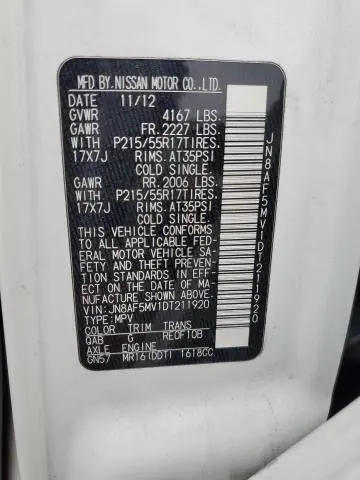 MFD BY NISSAN MOTOR CO.,LTD.
DATE 11/12
GVWR 4167 LBS.
GAWR FR. 2227 LBS.
WITH P215/55R17TIRES.
17X7J RIMS. AT35PSI
COLD SINGLE.
GAWR RR. 2006 LBS.
WITH P215/55R17TIRES.
17X7J RIMS. AT35PSI
COLD SINGLE.
THIS VEHICLE CONFORMS
TO ALL APPLICABLE FED-
ERAL MOTOR VEHICLE SA-
FETY AND THEFT PREVEN-
TION STANDARDS IN EFF-
ECT ON THE DATE OF MA-
NUFACTURE SHOWN ABOVE.
VIN: JN8AF5MV1DT211920
TYPE:MPV
COLOR TRIM TRANS
QAB G RE0F10B
AXLE ENGINE
GN57 MR16(DDT) 1618CC
JN8AF5MV1DT211920